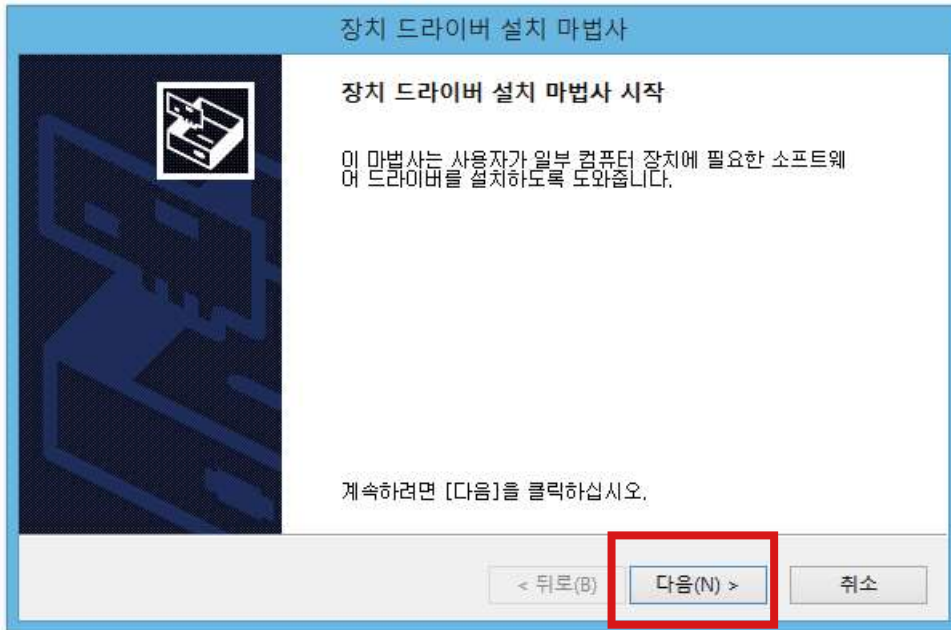 장치 드라이버 설치 마법사
장치 드라이버 설치 마법사 시작
이 마법사는 사용자가 일부 컴퓨터 장치에 필요한 소프트웨
어 드라이버를 설치하도록 도와줍니다.
계속하려면 [다음]을 클릭하십시오.
< 뒤로(B)
다음(N) >
취소